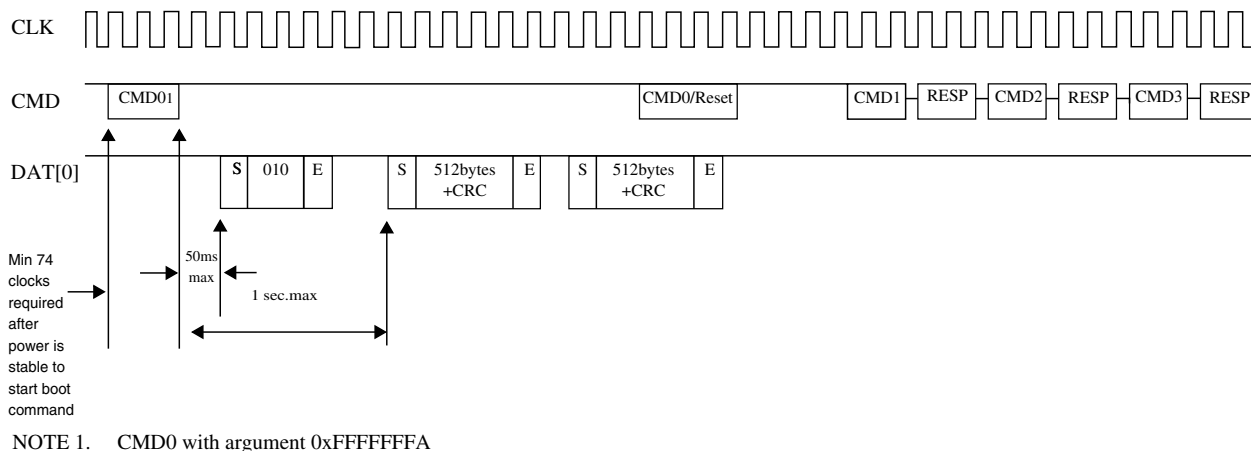 CLK
CMD
CMD01
CMD0/Reset
CMD1
RESP
CMD2
RESP
CMD3
RESP
DAT[0]
S
010
E
S
512bytes
+CRC
E
S
512bytes
+CRC
E
Min 74
clocks
required
after
power is
stable to
start boot
command
50ms
max
1 sec.max
NOTE 1. CMD0 with argument 0xFFFFFFFA